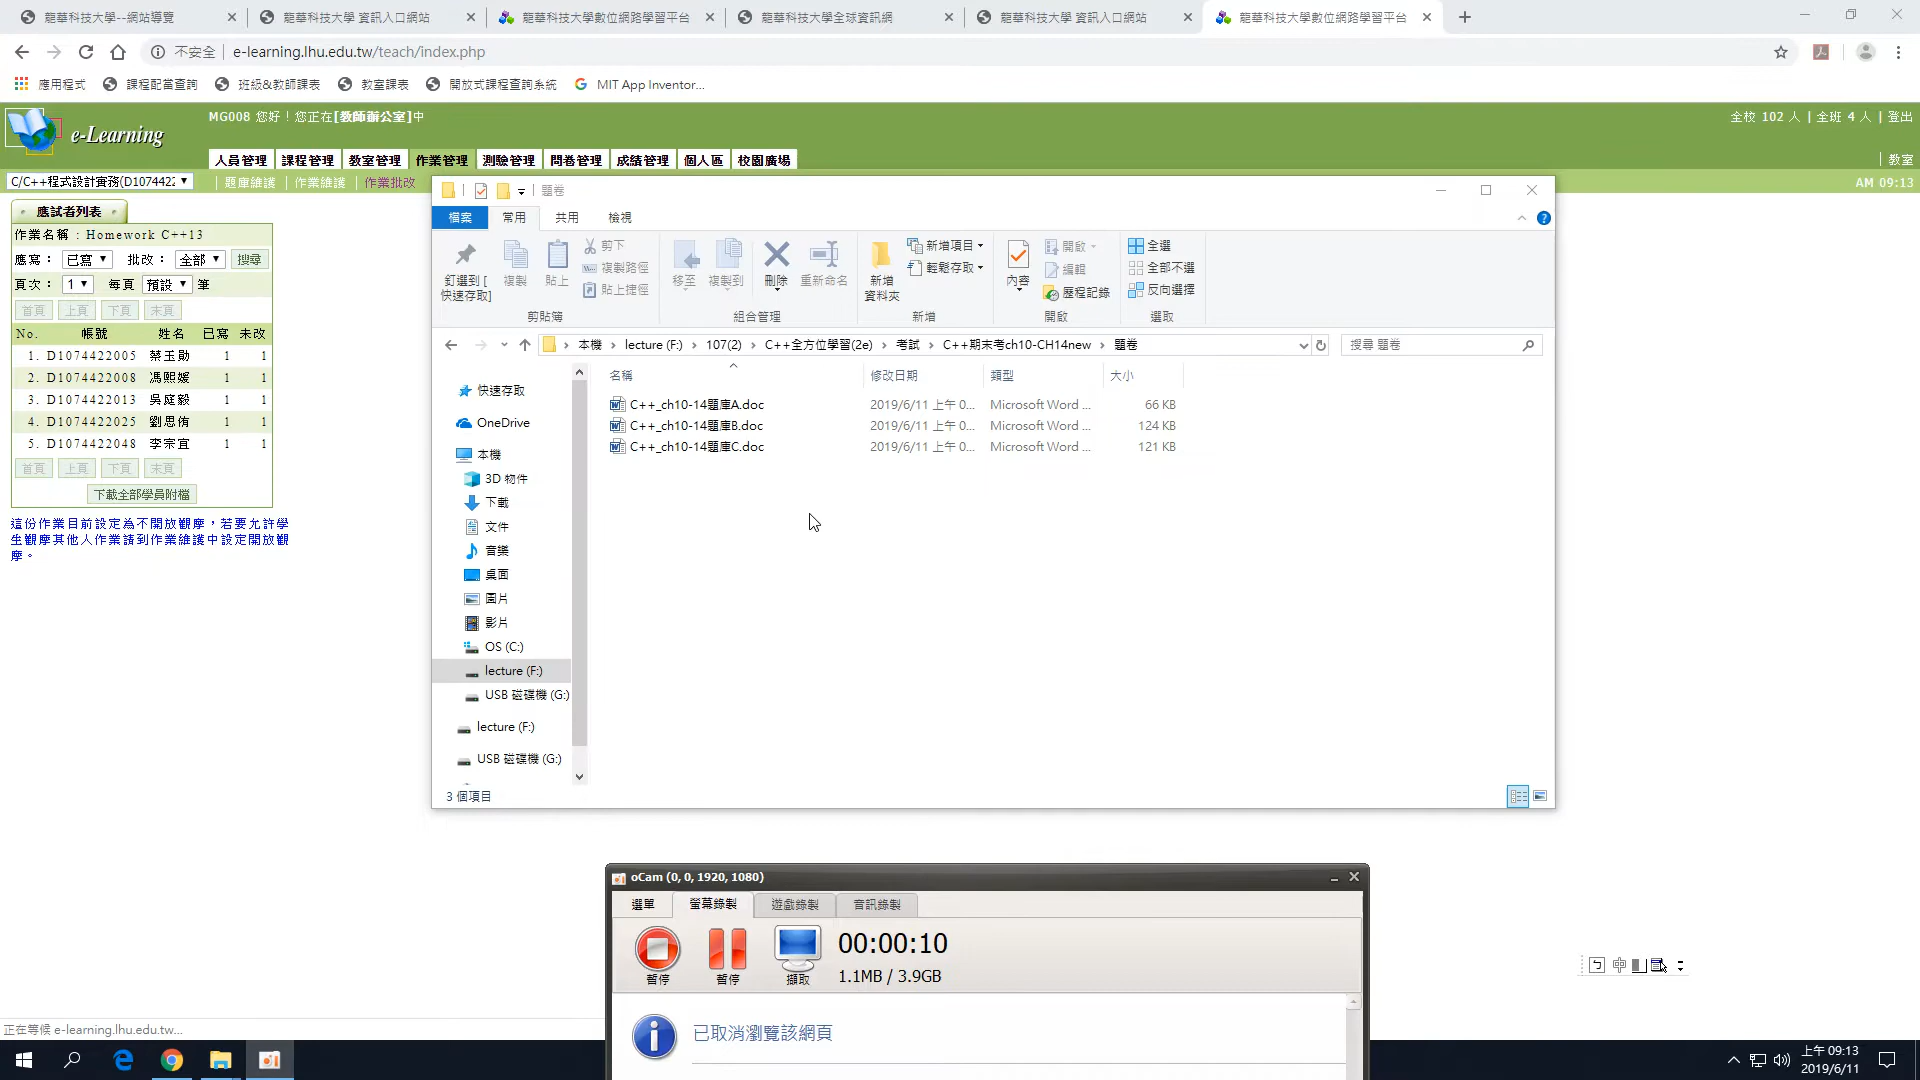 龍華科技大學--網站導覽
龍華科技大學 資訊入口網站
龍華科技大學數位網路學習平台
龍華科技大學全球資訊網
龍華科技大學 資訊入口網站
龍華科技大學數位網路學習平台
不安全 | e-learning.lhu.edu.tw/teach/index.php
應用程式
課程配當查詢
班級&教師課表
教室課表
開放式課程查詢系統
MIT App Inventor...
e-Learning
MG008 您好!您正在[教師辦公室]中
全校 102 人 | 全班 4 人 | 登出
人員管理 課程管理 教室管理 作業管理 測驗管理 問卷管理 成績管理 個人區 校園廣場
| 教室
C/C++程式設計實務(D107442
| 題庫維護 | 作業維護 | 作業批改
AM 09:13
應試者列表
作業名稱 : Homework C++13
應寫: 已寫 批改: 全部 搜尋
頁次: 1 每頁 預設 筆
首頁 上頁 下頁 末頁
No. 帳號 姓名 已寫 未改
1. D1074422005 蔡玉勛 1 1
2. D1074422008 馮熙媛 1 1
3. D1074422013 吳庭毅 1 1
4. D1074422025 劉思侑 1 1
5. D1074422048 李宗宜 1 1
首頁 上頁 下頁 末頁
下載全部學員附檔
這份作業目前設定為不開放觀摩,若要允許學
生觀摩其他人作業請到作業維護中設定開放觀
摩。
題卷
檔案 常用 共用 檢視
釘選到 [
快速存取]
複製
貼上
剪下
複製路徑
貼上捷徑
剪貼簿
移至
複製到
刪除
重新命名
組合管理
新增
資料夾
新增項目
輕鬆存取
新增
內容
開啟
編輯
歷程記錄
開啟
全選
全部不選
反向選擇
選取
本機 › lecture (F:) › 107(2) › C++全方位學習(2e) › 考試 › C++期末考ch10-CH14new › 題卷
搜尋 題卷
名稱 修改日期 類型 大小
C++_ch10-14題庫A.doc 2019/6/11 上午 0... Microsoft Word ... 66 KB
C++_ch10-14題庫B.doc 2019/6/11 上午 0... Microsoft Word ... 124 KB
C++_ch10-14題庫C.doc 2019/6/11 上午 0... Microsoft Word ... 121 KB
快速存取
OneDrive
本機
3D 物件
下載
文件
音樂
桌面
圖片
影片
OS (C:)
lecture (F:)
USB 磁碟機 (G:)
lecture (F:)
USB 磁碟機 (G:)
3 個項目
oCam (0, 0, 1920, 1080)
選單 螢幕錄製 遊戲錄製 音訊錄製
暫停 暫停 擷取
00:00:10
1.1MB / 3.9GB
已取消瀏覽該網頁
中
正在等候 e-learning.lhu.edu.tw...
上午 09:13
2019/6/11